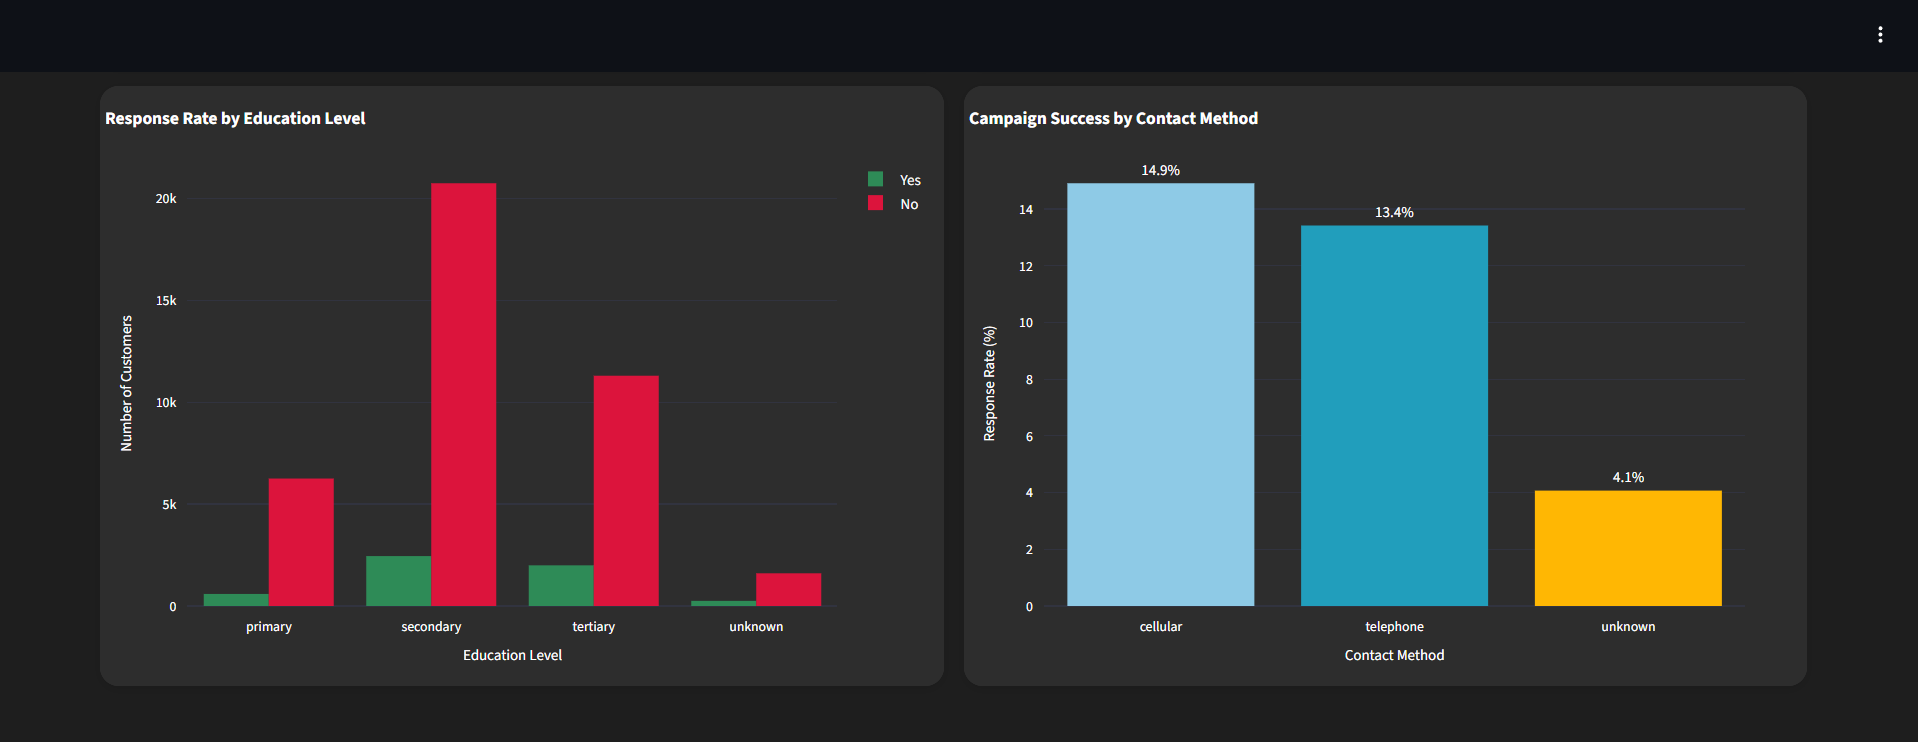 Response Rate by Education Level
Yes
No
Number of Customers
20k
15k
10k
5k
0
primary
secondary
tertiary
unknown
Education Level
Campaign Success by Contact Method
14.9%
13.4%
4.1%
Response Rate (%)
14
12
10
8
6
4
2
0
cellular
telephone
unknown
Contact Method